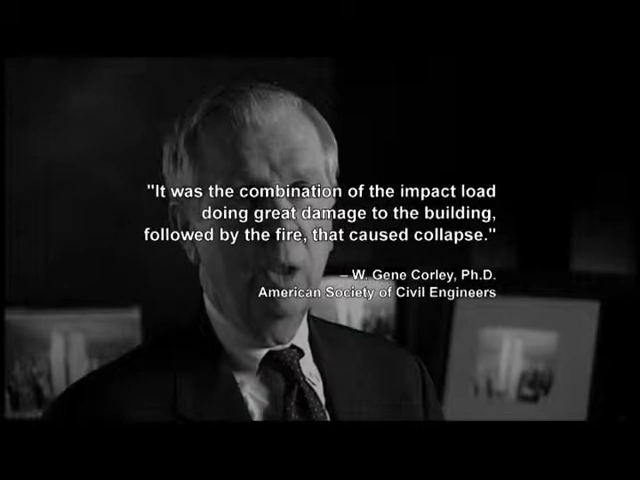 "It was the combination of the impact load
doing great damage to the building,
followed by the fire, that caused collapse."
– W. Gene Corley, Ph.D.
American Society of Civil Engineers